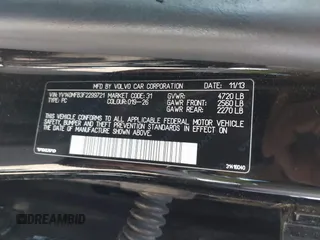 MFD. BY VOLVO CAR CORPORATION 11/13
VIN: YV140MFB3F2299721 MARKET CODE: 31 GVWR: 4720 LB
TYPE: PC COLOUR: 019-26 GAWR FRONT: 2560 LB
GAWR REAR: 2270 LB
THIS VEHICLE CONFORMS TO ALL APPLICABLE FEDERAL MOTOR VEHICLE
SAFETY, BUMPER AND THEFT PREVENTION STANDARDS IN EFFECT ON
THE DATE OF MANUFACTURE SHOWN ABOVE.
DREAMBID